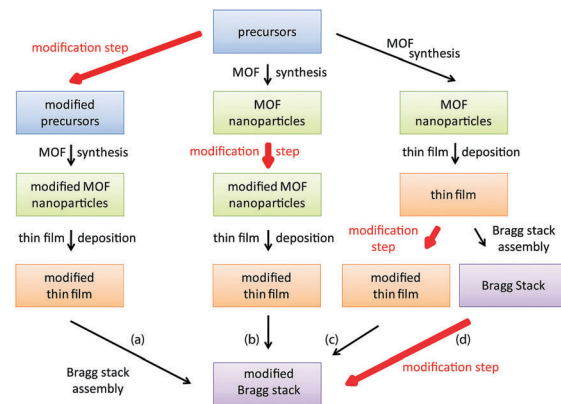 precursors
modification step
MOF synthesis
MOF
synthesis
modified
precursors
MOF
nanoparticles
MOF
nanoparticles
MOF synthesis
modification step
thin film deposition
modified MOF
nanoparticles
modified MOF
nanoparticles
thin film
thin film deposition
thin film deposition
modification
step
Bragg stack
assembly
modified
thin film
modified
thin film
modified
thin film
Bragg Stack
(a)
(b)
(c)
(d)
Bragg stack
assembly
modified
Bragg stack
modification step